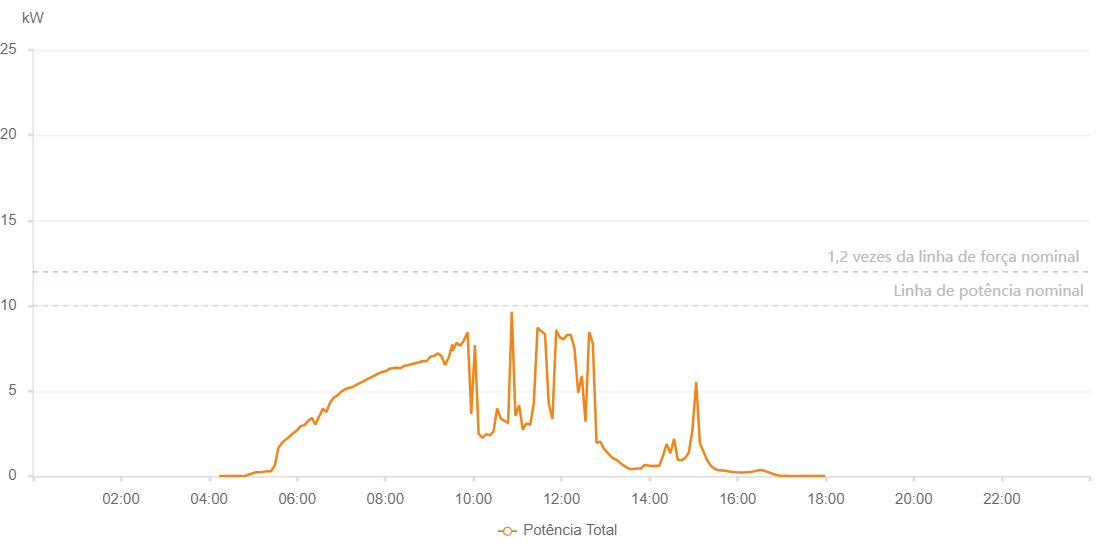 kW
25
20
15
1,2 vezes da linha de força nominal
Linha de potência nominal
10
5
0
02:00 04:00 06:00 08:00 10:00 12:00 14:00 16:00 18:00 20:00 22:00
Potência Total